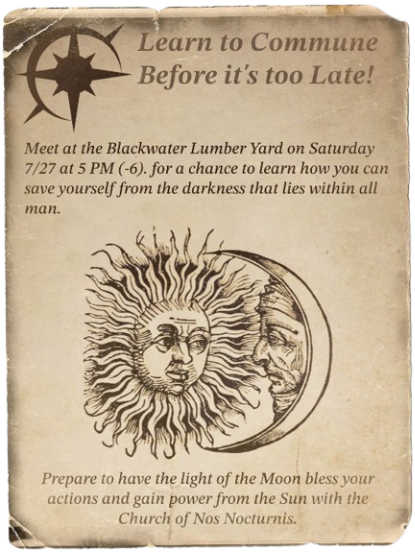 Learn to Commune
Before it's too Late!
Meet at the Blackwater Lumber Yard on Saturday
7/27 at 5 PM (-6). for a chance to learn how you can
save yourself from the darkness that lies within all
man.
Prepare to have the light of the Moon bless your
actions and gain power from the Sun with the
Church of Nos Nocturnis.